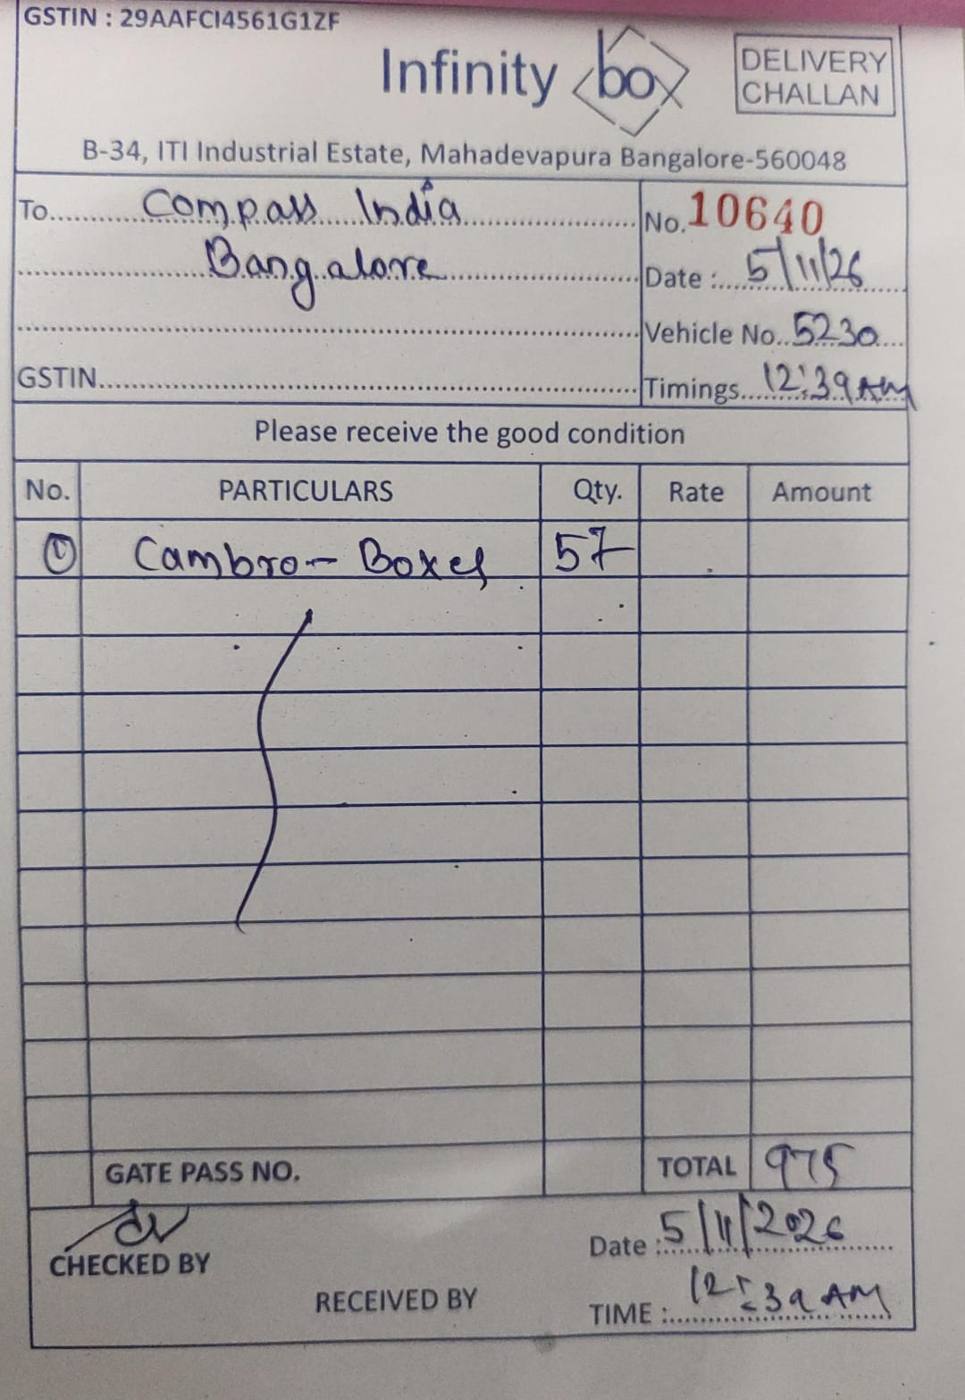 GSTIN : 29AAFCI4561G1ZF
Infinity box
DELIVERY CHALLAN
B-34, ITI Industrial Estate, Mahadevapura Bangalore-560048
To Compass India
No. 10640
Bangalore
Date : 5/11/26
Vehicle No. 5230
GSTIN
Timings 12:39 AM
Please receive the good condition
No. PARTICULARS Qty. Rate Amount
1 Cambro - Boxes 57
GATE PASS NO. TOTAL 975
CHECKED BY
Date : 5/11/2026
RECEIVED BY
TIME : 12:39 AM